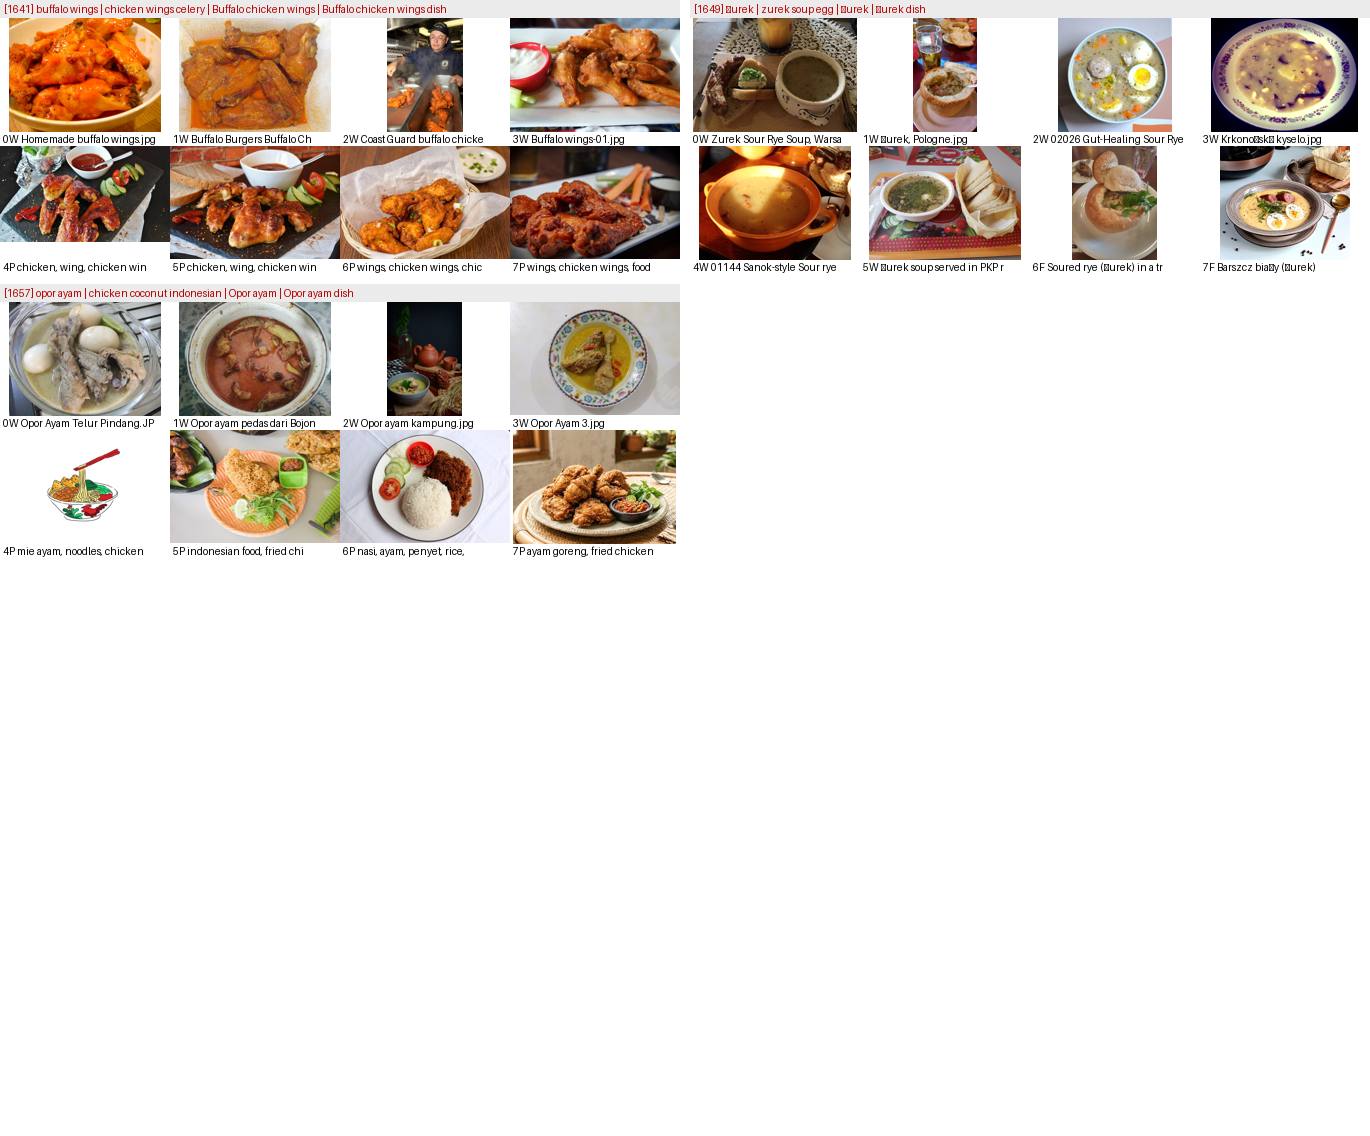 [1641] buffalo wings | chicken wings celery | Buffalo chicken wings | Buffalo chicken wings dish
0W Homemade buffalo wings.jpg
1W Buffalo Burgers Buffalo Ch
2W Coast Guard buffalo chicke
3W Buffalo wings-01.jpg
4P chicken, wing, chicken win
5P chicken, wing, chicken win
6P wings, chicken wings, chic
7P wings, chicken wings, food
[1649] □urek | zurek soup egg | □urek | □urek dish
0W Zurek Sour Rye Soup, Warsa
1W □urek, Pologne.jpg
2W 02026 Gut-Healing Sour Rye
3W Krkono□sk□ kyselo.jpg
4W 01144 Sanok-style Sour rye
5W □urek soup served in PKP r
6F Soured rye (□urek) in a tr
7F Barszcz bia□y (□urek)
[1657] opor ayam | chicken coconut indonesian | Opor ayam | Opor ayam dish
0W Opor Ayam Telur Pindang.JP
1W Opor ayam pedas dari Bojon
2W Opor ayam kampung.jpg
3W Opor Ayam 3.jpg
4P mie ayam, noodles, chicken
5P indonesian food, fried chi
6P nasi, ayam, penyet, rice,
7P ayam goreng, fried chicken